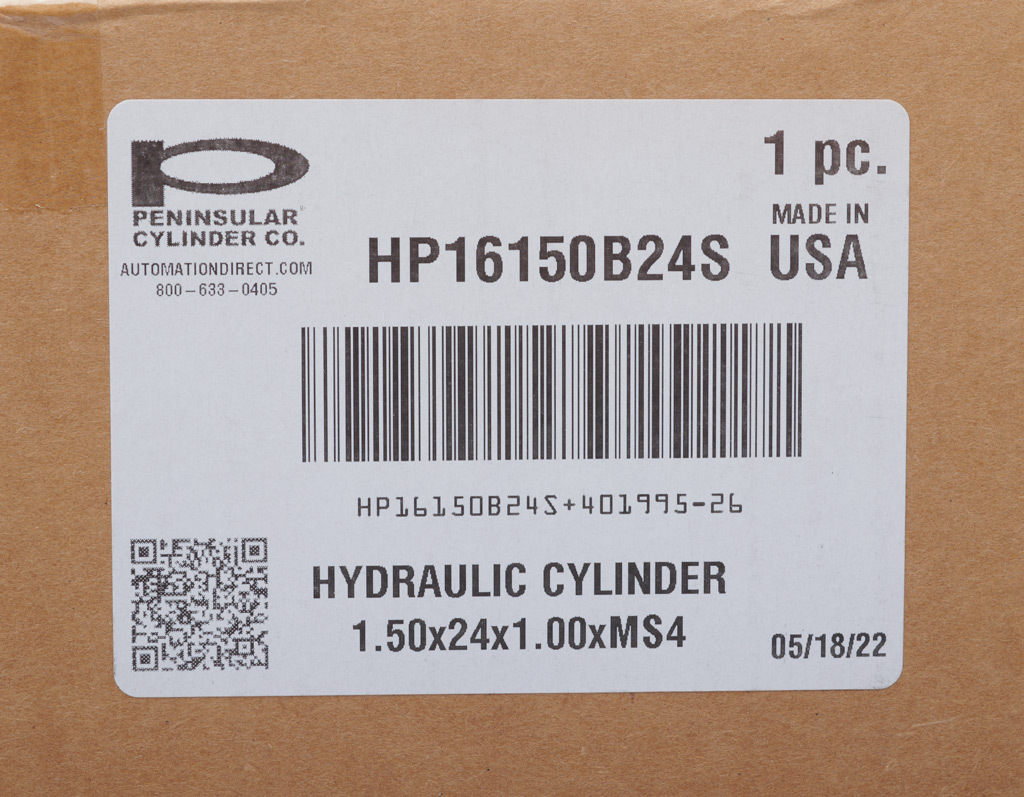 PENINSULAR
CYLINDER CO.
AUTOMATIONDIRECT.COM
800-633-0405
1 pc.
MADE IN
USA
HP16150B24S
HP16150B24S+401995-26
HYDRAULIC CYLINDER
1.50x24x1.00xMS4
05/18/22